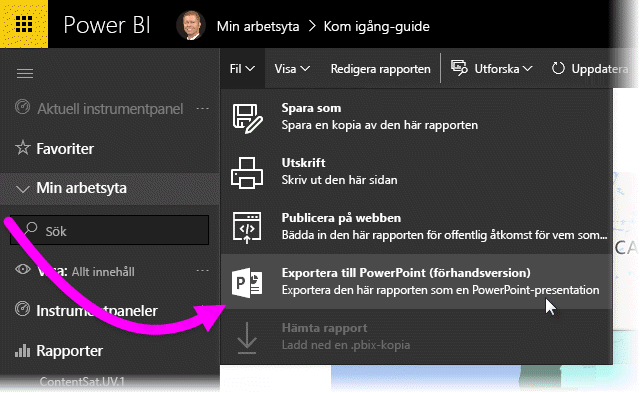 Power BI
Min arbetsyta > Kom igång-guide
Fil Visa Redigera rapporten Utforska Uppdatera
Aktuell instrumentpanel ...
Favoriter
Min arbetsyta
Sök
Visa: Allt innehåll
Instrumentpaneler
Rapporter
ContentSat.UV.1
Spara som
Spara en kopia av den här rapporten
Utskrift
Skriv ut den här sidan
Publicera på webben
Bädda in den här rapporten för offentlig åtkomst för vem som...
Exportera till PowerPoint (förhandsversion)
Exportera den här rapporten som en PowerPoint-presentation
Hämta rapport
Ladd ned en .pbix-kopia
CA